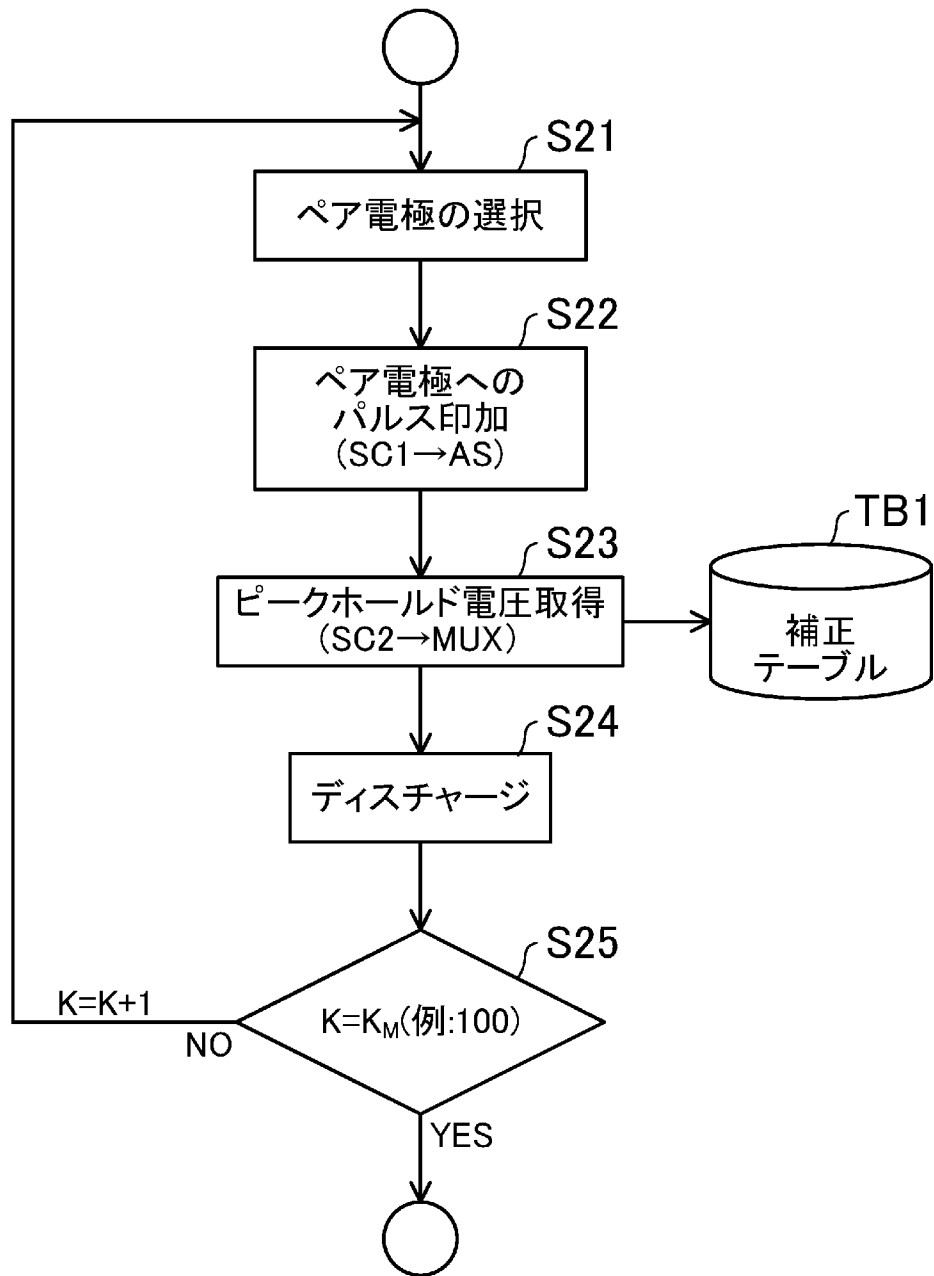 S21
ペア電極の選択
S22
ペア電極への
パルス印加
(SC1→AS)
S23
ピークホールド電圧取得
(SC2→MUX)
TB1
補正
テーブル
S24
ディスチャージ
S25
K=K+1
NO
K=KM(例:100)
YES